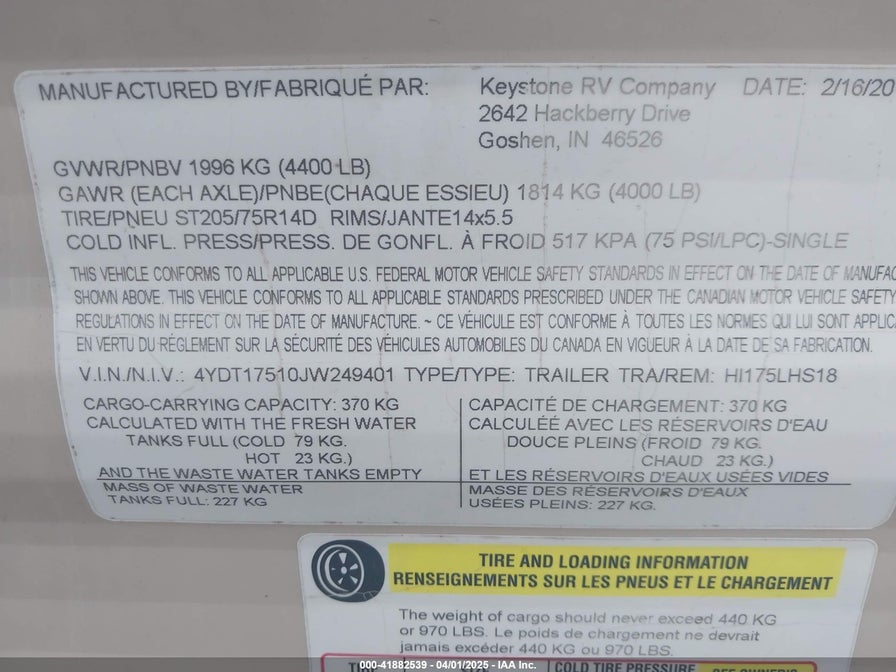 MANUFACTURED BY/FABRIQUÉ PAR: Keystone RV Company DATE: 2/16/20
2642 Hackberry Drive
Goshen, IN 46526
GVWR/PNBV 1996 KG (4400 LB)
GAWR (EACH AXLE)/PNBE(CHAQUE ESSIEU) 1814 KG (4000 LB)
TIRE/PNEU ST205/75R14D RIMS/JANTE14x5.5
COLD INFL. PRESS/PRESS. DE GONFL. À FROID 517 KPA (75 PSI/LPC)-SINGLE
THIS VEHICLE CONFORMS TO ALL APPLICABLE U.S. FEDERAL MOTOR VEHICLE SAFETY STANDARDS IN EFFECT ON THE DATE OF MANUFAC
SHOWN ABOVE. THIS VEHICLE CONFORMS TO ALL APPLICABLE STANDARDS PRESCRIBED UNDER THE CANADIAN MOTOR VEHICLE SAFETY
REGULATIONS IN EFFECT ON THE DATE OF MANUFACTURE. ~ CE VÉHICULE EST CONFORME À TOUTES LES NORMES QUI LUI SONT APPLIC
EN VERTU DU RÉGLEMENT SUR LA SÉCURITÉ DES VÉHICULES AUTOMOBILES DU CANADA EN VIGUEUR À LA DATE DE SA FABRICATION.
V.I.N./N.I.V.: 4YDT17510JW249401 TYPE/TYPE: TRAILER TRA/REM: HI175LHS18
CARGO-CARRYING CAPACITY: 370 KG
CALCULATED WITH THE FRESH WATER
TANKS FULL (COLD 79 KG.
HOT 23 KG.)
AND THE WASTE WATER TANKS EMPTY
MASS OF WASTE WATER
TANKS FULL: 227 KG
CAPACITÉ DE CHARGEMENT: 370 KG
CALCULÉE AVEC LES RÉSERVOIRS D'EAU
DOUCE PLEINS (FROID 79 KG.
CHAUD 23 KG.)
ET LES RÉSERVOIRS D'EAUX USÉES VIDES
MASSE DES RÉSERVOIRS D'EAUX
USÉES PLEINS: 227 KG.
TIRE AND LOADING INFORMATION
RENSEIGNEMENTS SUR LES PNEUS ET LE CHARGEMENT
The weight of cargo should never exceed 440 KG
or 970 LBS. Le poids de chargement ne devrait
jamais excéder 440 KG ou 970 LBS.
COLD TIRE PRESSURE
000-41882539 - 04/01/2025 - IAA Inc.